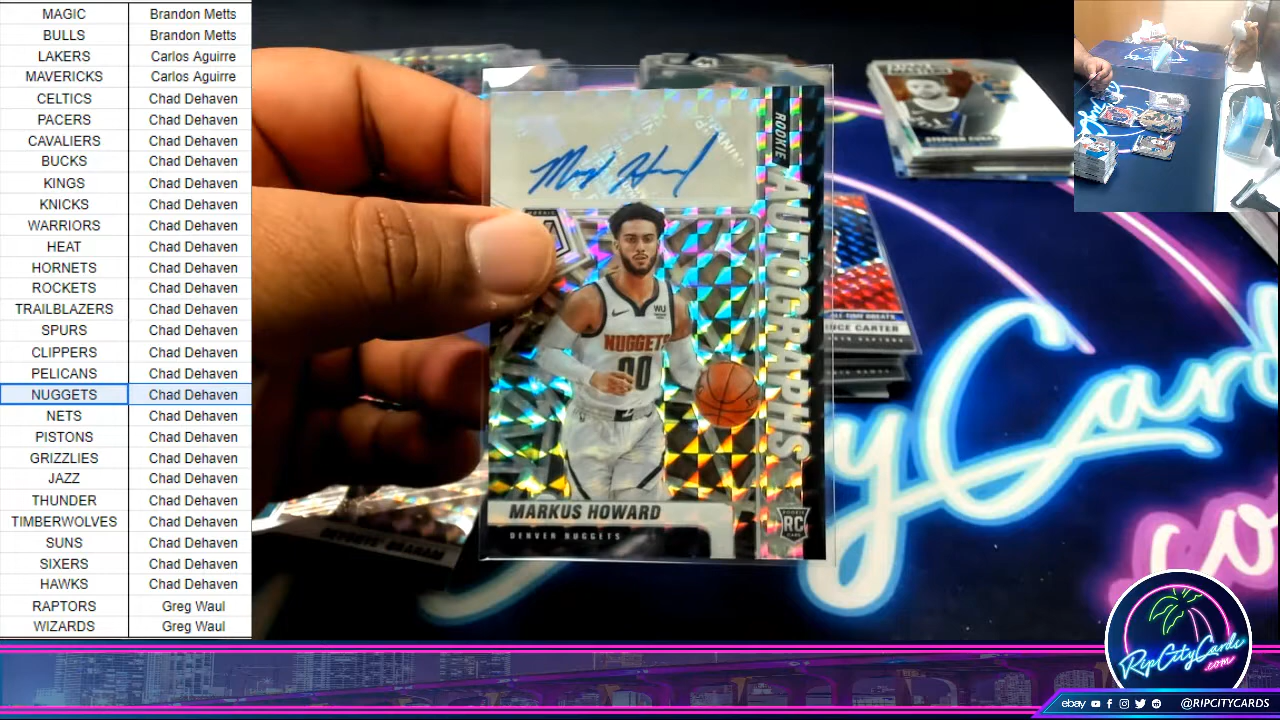 MAGIC Brandon Metts
BULLS Brandon Metts
LAKERS Carlos Aguirre
MAVERICKS Carlos Aguirre
CELTICS Chad Dehaven
PACERS Chad Dehaven
CAVALIERS Chad Dehaven
BUCKS Chad Dehaven
KINGS Chad Dehaven
KNICKS Chad Dehaven
WARRIORS Chad Dehaven
HEAT Chad Dehaven
HORNETS Chad Dehaven
ROCKETS Chad Dehaven
TRAILBLAZERS Chad Dehaven
SPURS Chad Dehaven
CLIPPERS Chad Dehaven
PELICANS Chad Dehaven
NUGGETS Chad Dehaven
NETS Chad Dehaven
PISTONS Chad Dehaven
GRIZZLIES Chad Dehaven
JAZZ Chad Dehaven
THUNDER Chad Dehaven
TIMBERWOLVES Chad Dehaven
SUNS Chad Dehaven
SIXERS Chad Dehaven
HAWKS Chad Dehaven
RAPTORS Greg Waul
WIZARDS Greg Waul
ROOKIE
AUTOGRAPHS
WU
NUGGETS
00
MARKUS HOWARD
DENVER NUGGETS
RC
STEPHEN
CARTER
yCard
co
RipCityCards
.com
ebay @RIPCITYCARDS